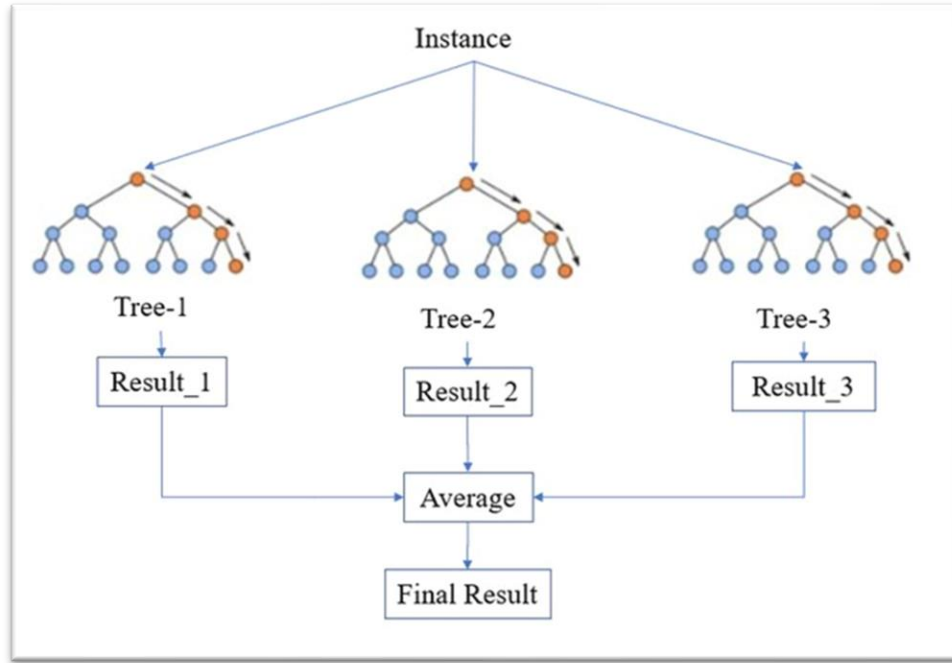 Instance
Tree-1
Tree-2
Tree-3
Result_1
Result_2
Result_3
Average
Final Result